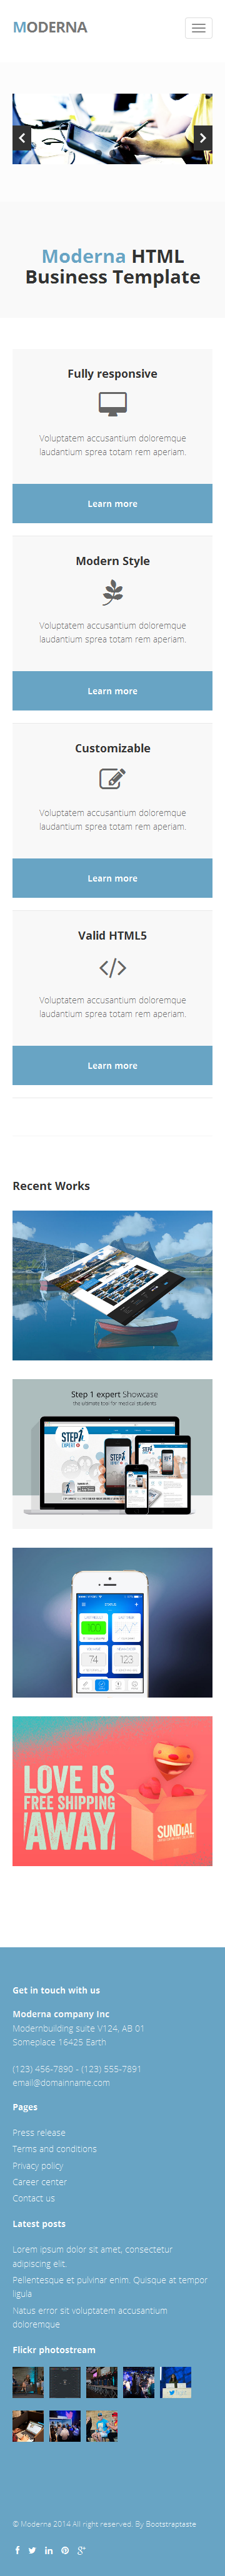 MODERNA
Moderna HTML
Business Template
Fully responsive
Voluptatem accusantium doloremque
laudantium sprea totam rem aperiam.
Learn more
Modern Style
Voluptatem accusantium doloremque
laudantium sprea totam rem aperiam.
Learn more
Customizable
Voluptatem accusantium doloremque
laudantium sprea totam rem aperiam.
Learn more
Valid HTML5
Voluptatem accusantium doloremque
laudantium sprea totam rem aperiam.
Learn more
Recent Works
Step 1 expert Showcase
the ultimate tool for medical students
STEP1
EXPERT
STEP1
100
74
123
LOVE IS
FREE SHIPPING
AWAY
SUNDIAL
Get in touch with us
Moderna company Inc
Modernbuilding suite V124, AB 01
Someplace 16425 Earth
(123) 456-7890 - (123) 555-7891
email@domainname.com
Pages
Press release
Terms and conditions
Privacy policy
Career center
Contact us
Latest posts
Lorem ipsum dolor sit amet, consectetur
adipiscing elit.
Pellentesque et pulvinar enim. Quisque at tempor
ligula
Natus error sit voluptatem accusantium
doloremque
Flickr photostream
© Moderna 2014 All right reserved. By Bootstraptaste